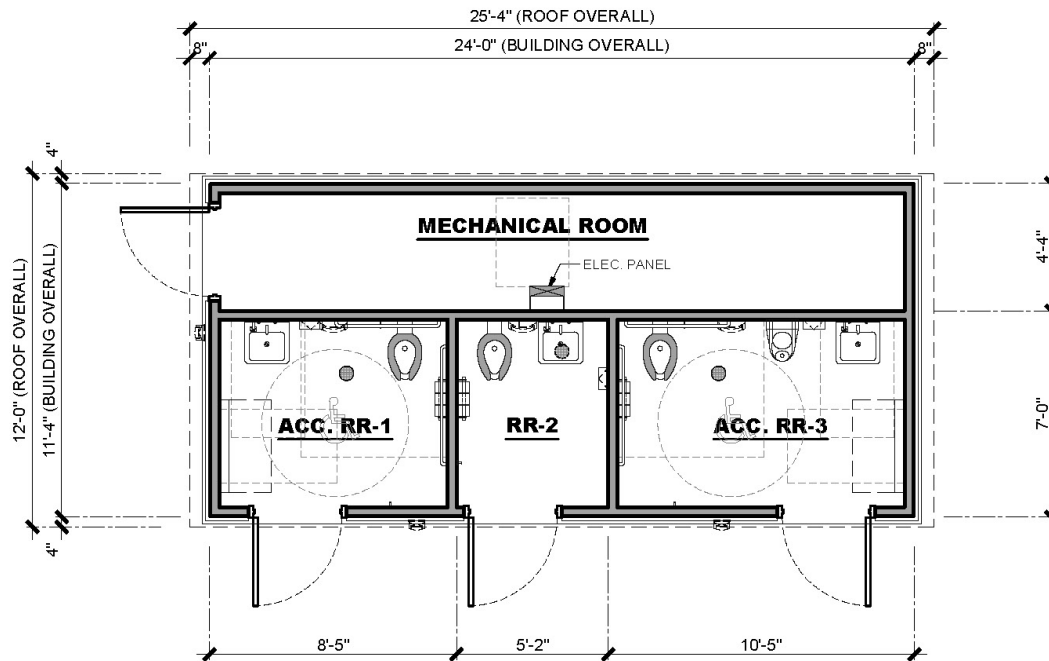 25'-4" (ROOF OVERALL)
8"
24'-0" (BUILDING OVERALL)
8"
4"
12'-0" (ROOF OVERALL)
11'-4" (BUILDING OVERALL)
4"
MECHANICAL ROOM
ELEC. PANEL
4'-4"
ACC. RR-1
RR-2
ACC. RR-3
7'-0"
8'-5"
5'-2"
10'-5"